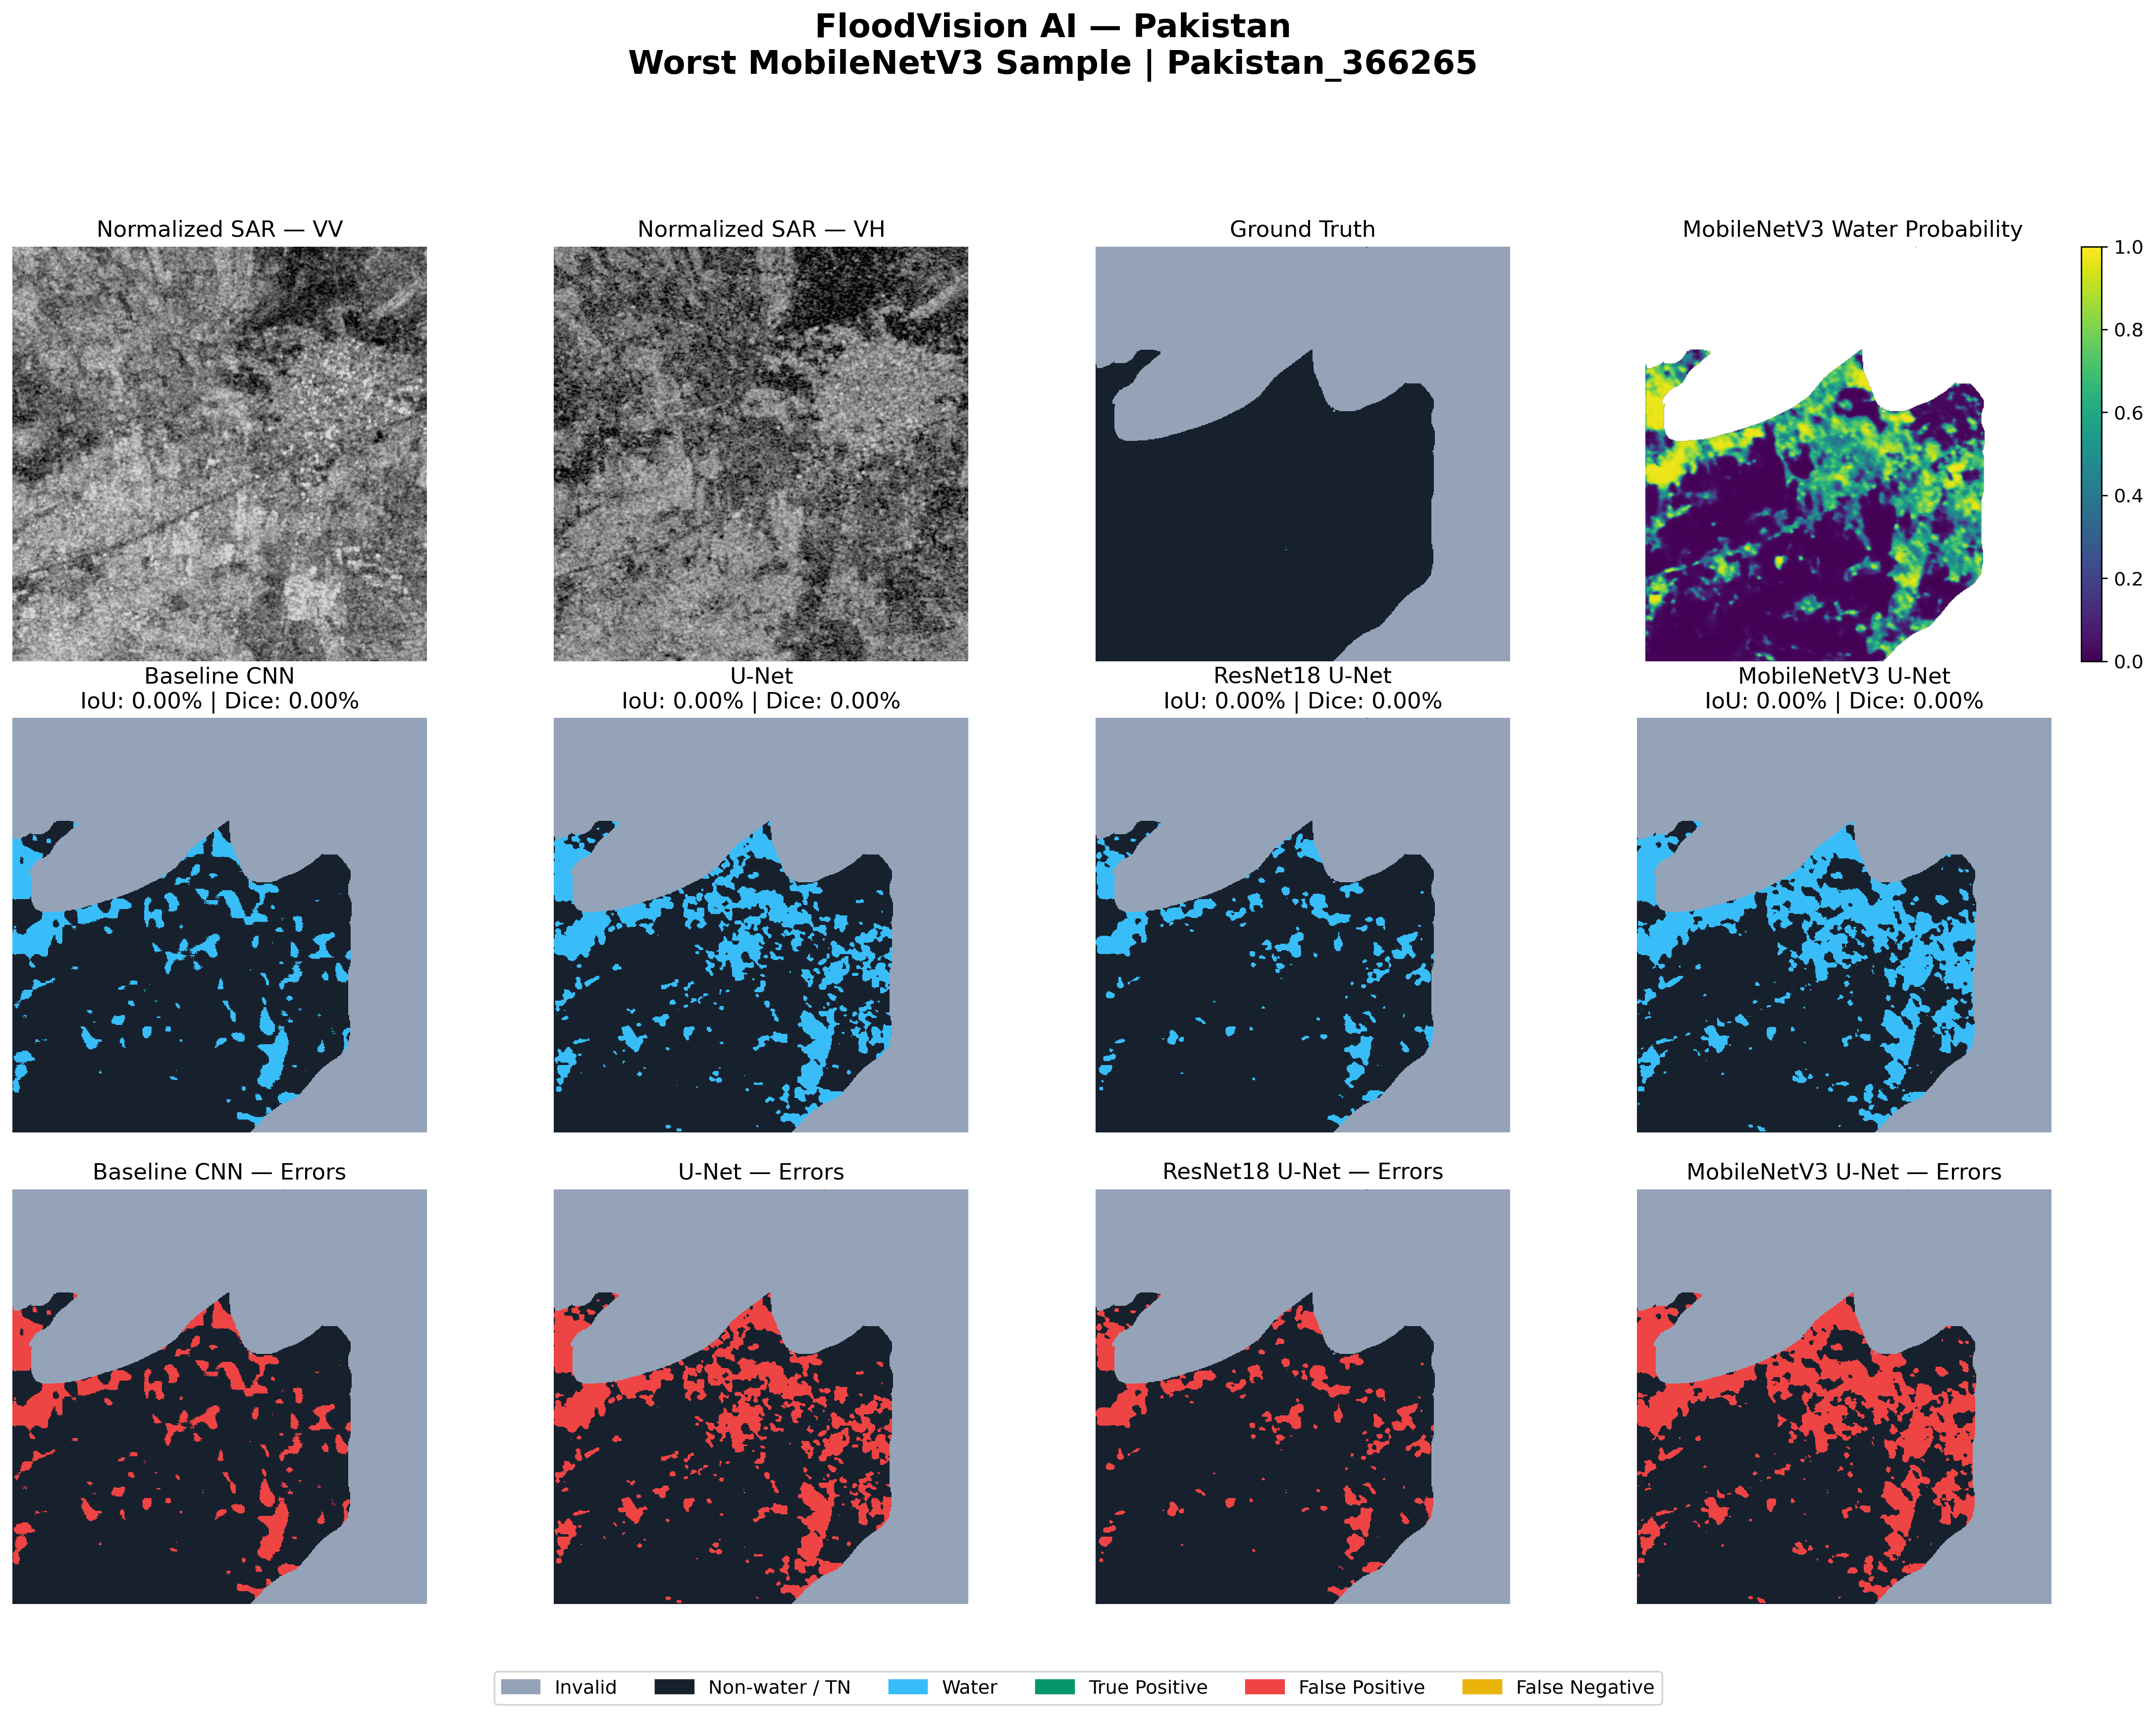 FloodVision AI — Pakistan
Worst MobileNetV3 Sample | Pakistan_366265
Normalized SAR — VV
Normalized SAR — VH
Ground Truth
MobileNetV3 Water Probability
1.0
0.8
0.6
0.4
0.2
0.0
Baseline CNN
IoU: 0.00% | Dice: 0.00%
U-Net
IoU: 0.00% | Dice: 0.00%
ResNet18 U-Net
IoU: 0.00% | Dice: 0.00%
MobileNetV3 U-Net
IoU: 0.00% | Dice: 0.00%
Baseline CNN — Errors
U-Net — Errors
ResNet18 U-Net — Errors
MobileNetV3 U-Net — Errors
Invalid
Non-water / TN
Water
True Positive
False Positive
False Negative